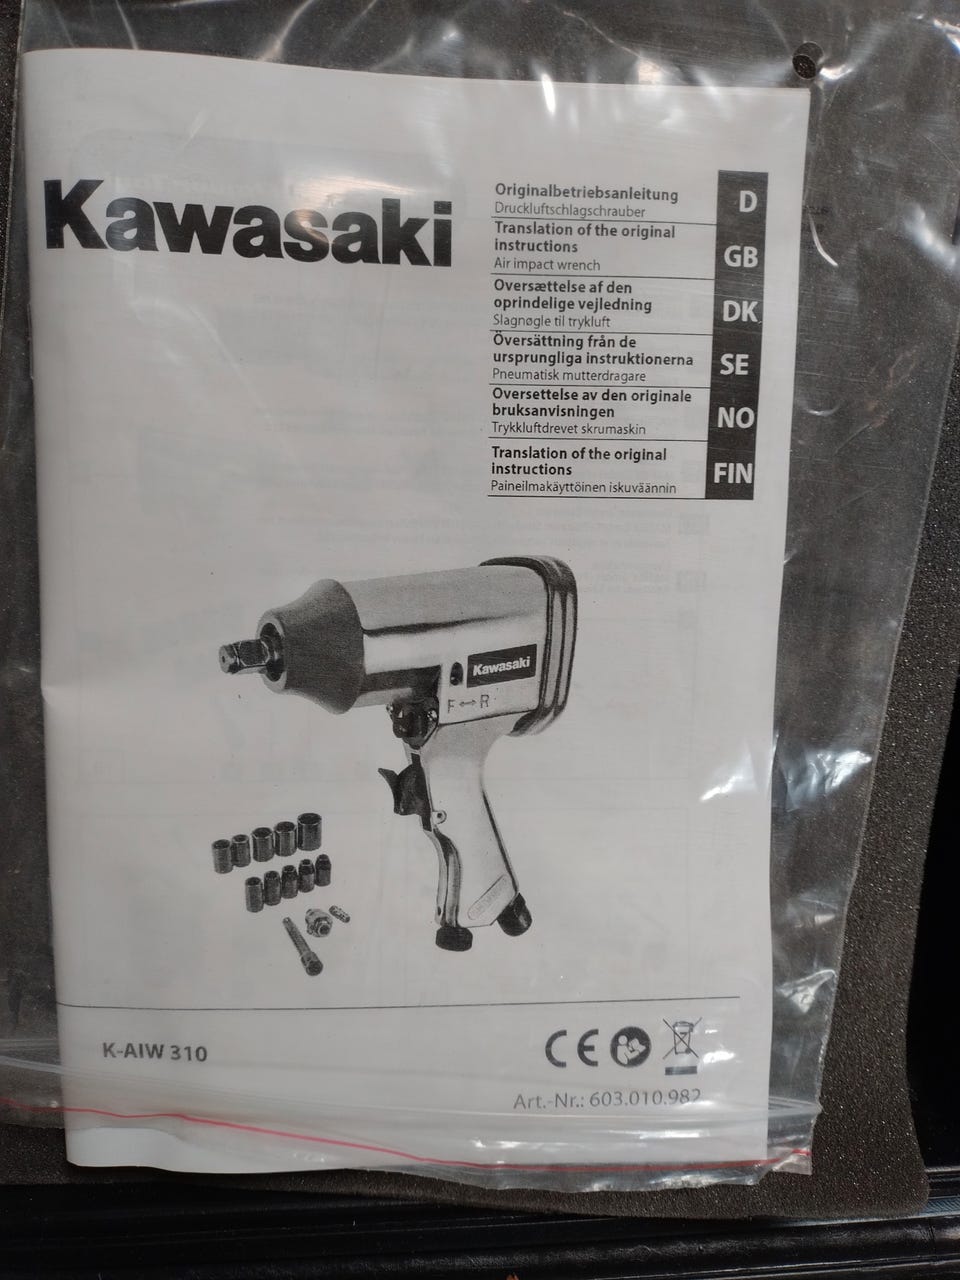 Kawasaki
Originalbetriebsanleitung
Druckluftschlagschrauber
D
Translation of the original
instructions
Air impact wrench
GB
Oversættelse af den
oprindelige vejledning
Slagnøgle til trykluft
DK
Översättning från de
ursprungliga instruktionerna
Pneumatisk mutterdragare
SE
Oversettelse av den originale
bruksanvisningen
Trykkluftdrevet skrumaskin
NO
Translation of the original
instructions
Paineilmakäyttöinen iskuväännin
FIN
Kawasaki
F ↔ R
K-AIW 310
CE
Art.-Nr.: 603.010.982